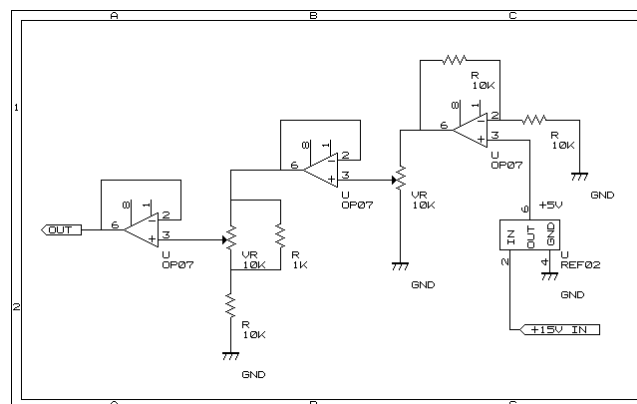 A B C
1
R
10K
8 1
2
6
3
U
OP07
R
10K
GND
8 1
2
6
3
U
OP07
VR
10K
GND
6
+5V
IN OUT GND
U
REF02
2 4
GND
+15V IN
8 1
2
6
3
U
OP07
OUT
VR
10K
R
1K
R
10K
GND
2
A B C